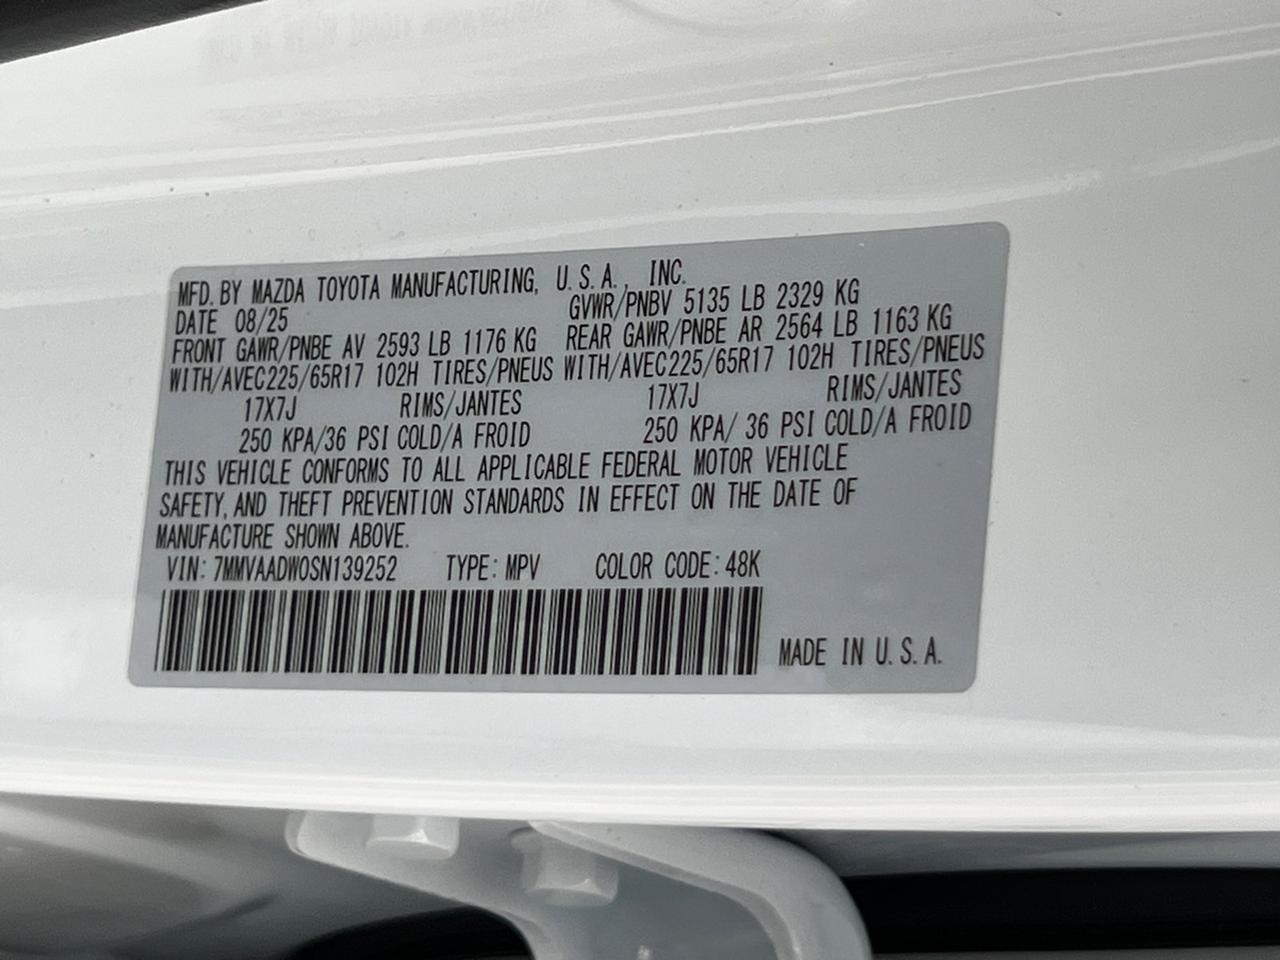 MFD. BY MAZDA TOYOTA MANUFACTURING, U.S.A., INC.
DATE 08/25 GVWR/PNBV 5135 LB 2329 KG
FRONT GAWR/PNBE AV 2593 LB 1176 KG REAR GAWR/PNBE AR 2564 LB 1163 KG
WITH/AVEC225/65R17 102H TIRES/PNEUS WITH/AVEC225/65R17 102H TIRES/PNEUS
17X7J RIMS/JANTES 17X7J RIMS/JANTES
250 KPA/36 PSI COLD/A FROID 250 KPA/ 36 PSI COLD/A FROID
THIS VEHICLE CONFORMS TO ALL APPLICABLE FEDERAL MOTOR VEHICLE
SAFETY, AND THEFT PREVENTION STANDARDS IN EFFECT ON THE DATE OF
MANUFACTURE SHOWN ABOVE.
VIN: 7MMVAADW0SN139252 TYPE: MPV COLOR CODE: 48K
MADE IN U.S.A.